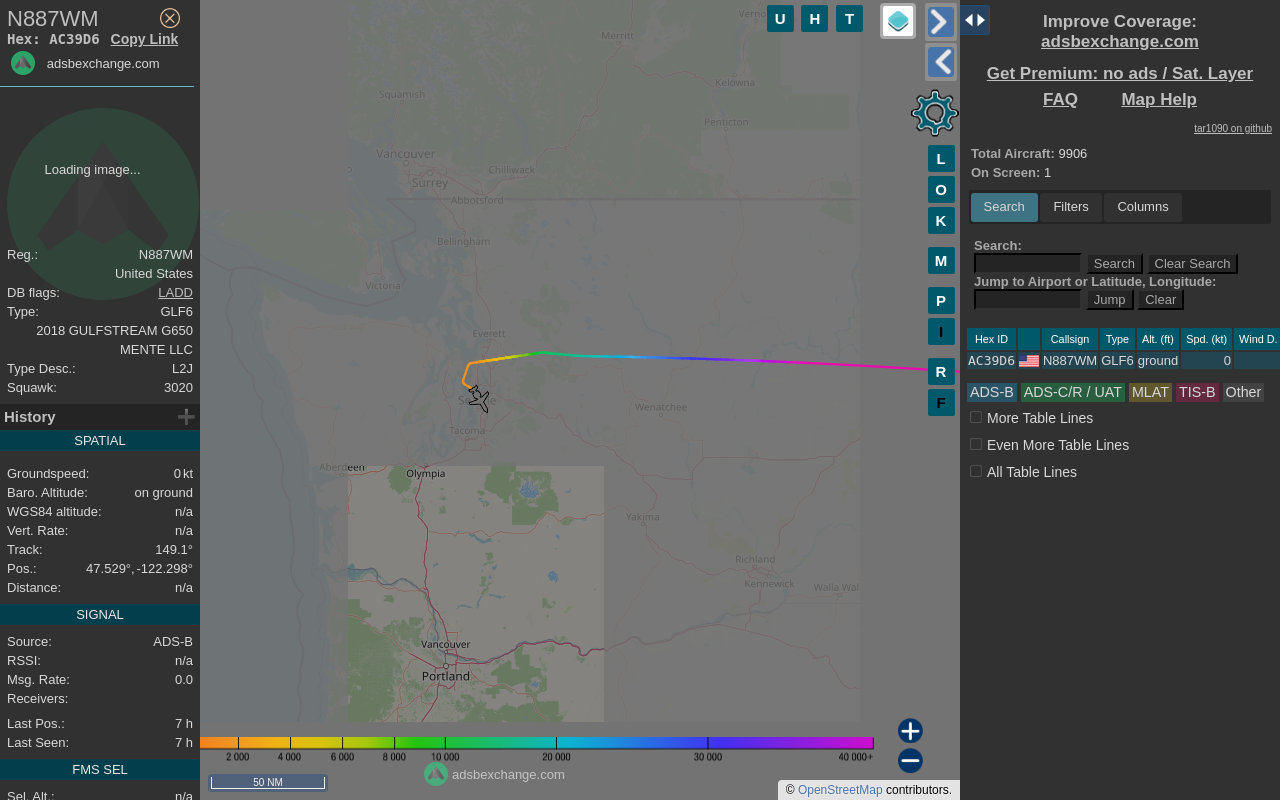 N887WM
Hex: AC39D6 Copy Link
adsbexchange.com
Loading image...
Reg.: N887WM
United States
DB flags: LADD
Type: GLF6
2018 GULFSTREAM G650
MENTE LLC
Type Desc.: L2J
Squawk: 3020
History
SPATIAL
Groundspeed: 0 kt
Baro. Altitude: on ground
WGS84 altitude: n/a
Vert. Rate: n/a
Track: 149.1°
Pos.: 47.529°, -122.298°
Distance: n/a
SIGNAL
Source: ADS-B
RSSI: n/a
Msg. Rate: 0.0
Receivers:
Last Pos.: 7 h
Last Seen: 7 h
FMS SEL
Sel. Alt.: n/a
U H T
L
O
K
M
P
I
R
F
Merritt
Kelowna
Squamish
Penticton
Vancouver
Chilliwack
Surrey
Abbotsford
Bellingham
Victoria
Everett
Wenatchee
Tacoma
Aberdeen
Olympia
Yakima
Richland
Kennewick
Walla Wal
Vancouver
Portland
2 000 4 000 6 000 8 000 10 000 20 000 30 000 40 000+
adsbexchange.com
50 NM
© OpenStreetMap contributors.
Improve Coverage:
adsbexchange.com
Get Premium: no ads / Sat. Layer
FAQ Map Help
tar1090 on github
Total Aircraft: 9906
On Screen: 1
Search Filters Columns
Search:
Search Clear Search
Jump to Airport or Latitude, Longitude:
Jump Clear
Hex ID Callsign Type Alt. (ft) Spd. (kt) Wind D.
AC39D6 N887WM GLF6 ground 0
ADS-B ADS-C/R / UAT MLAT TIS-B Other
More Table Lines
Even More Table Lines
All Table Lines